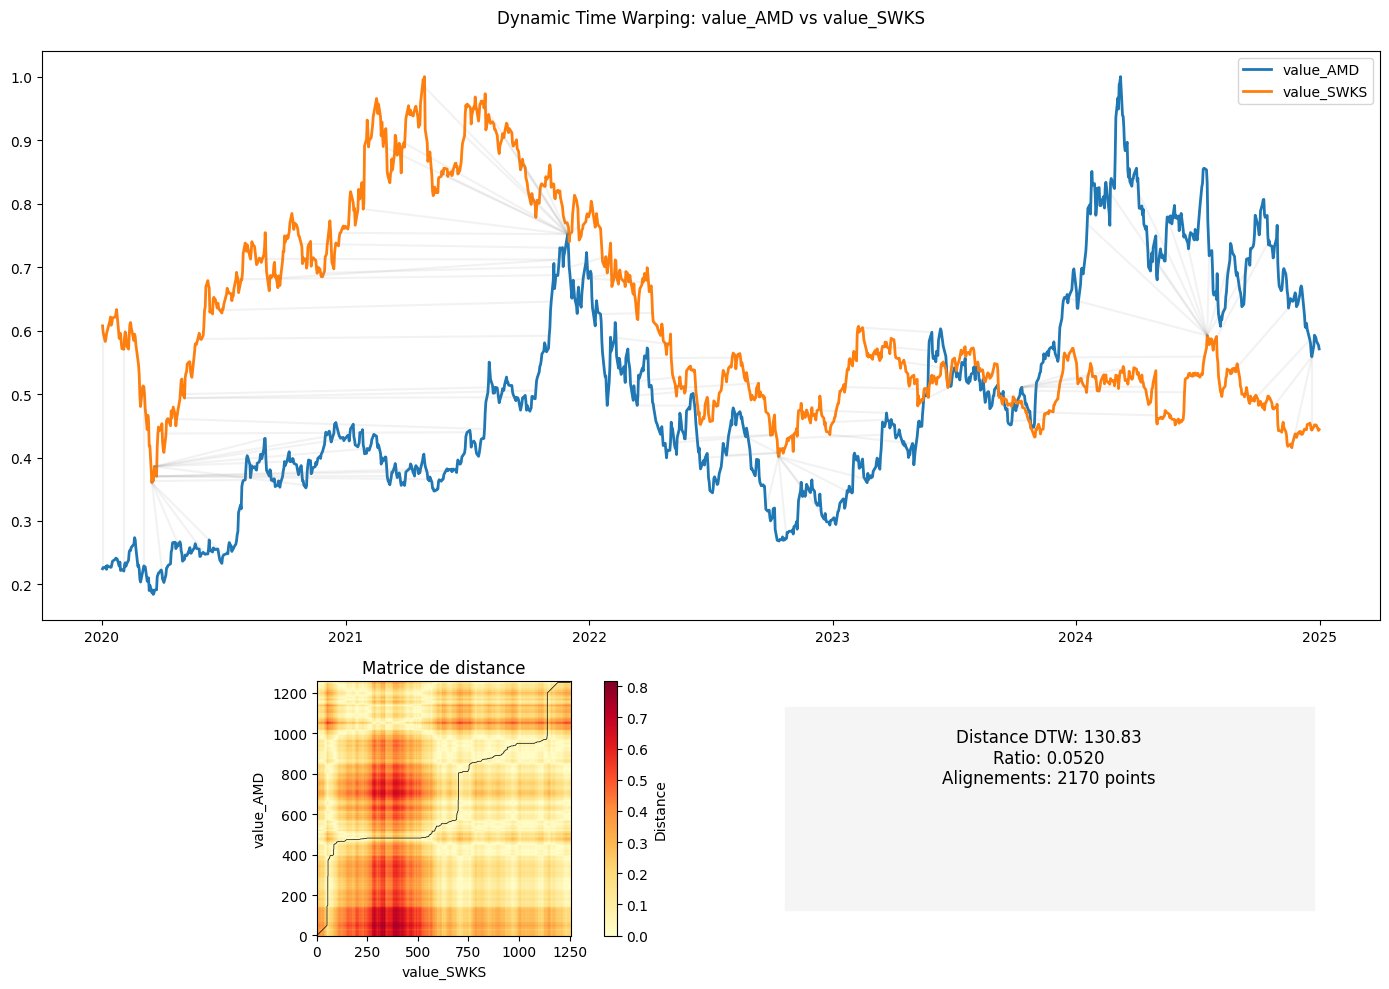 Dynamic Time Warping: value_AMD vs value_SWKS
value_AMD
value_SWKS
1.0
0.9
0.8
0.7
0.6
0.5
0.4
0.3
0.2
2020 2021 2022 2023 2024 2025
Matrice de distance
value_AMD
1200
1000
800
600
400
200
0
0 250 500 750 1000 1250
value_SWKS
0.8
0.7
0.6
0.5
0.4
0.3
0.2
0.1
0.0
Distance
Distance DTW: 130.83
Ratio: 0.0520
Alignements: 2170 points